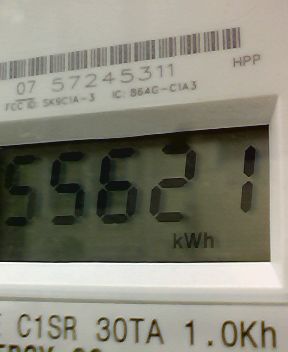 07 57245311
HPP
FCC ID: SK9C1A-3 IC: 864G-C1A3
55621
kWh
C1SR 30TA 1.0Kh